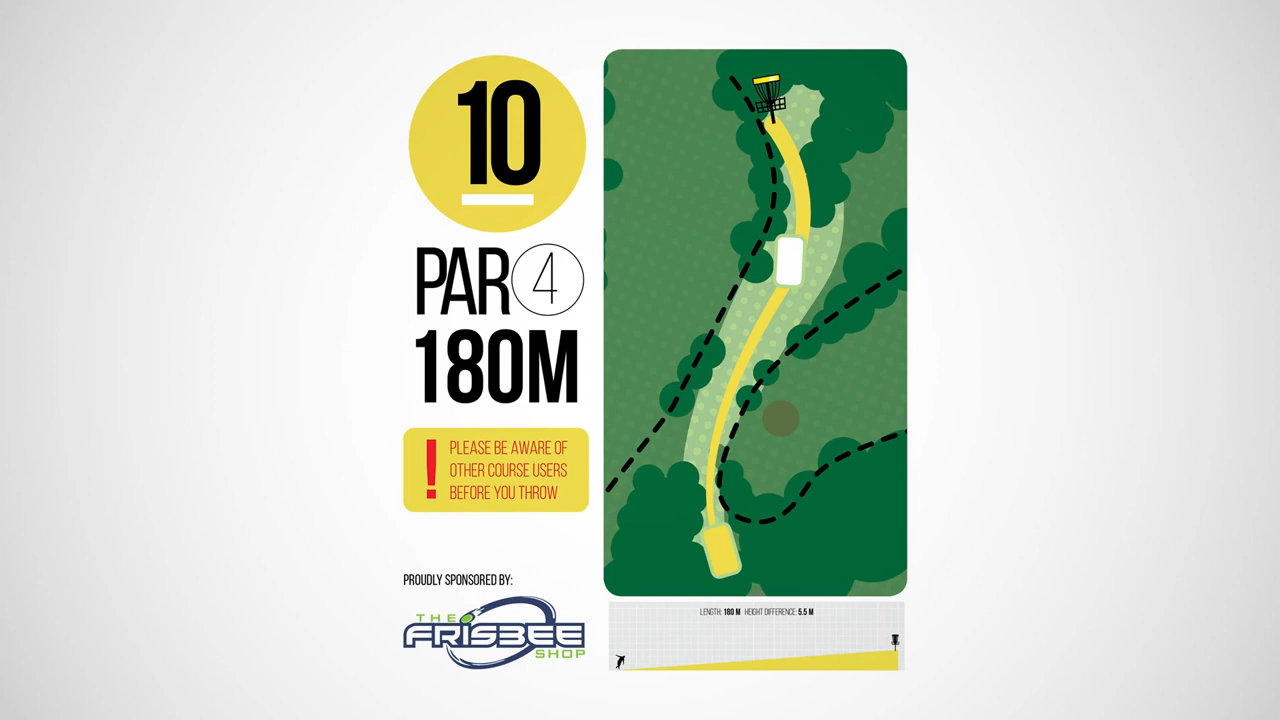 10
PAR 4
180M
! PLEASE BE AWARE OF
OTHER COURSE USERS
BEFORE YOU THROW
PROUDLY SPONSORED BY:
THE
FRISBEE
SHOP
LENGTH: 180 M HEIGHT DIFFERENCE: 5.5 M